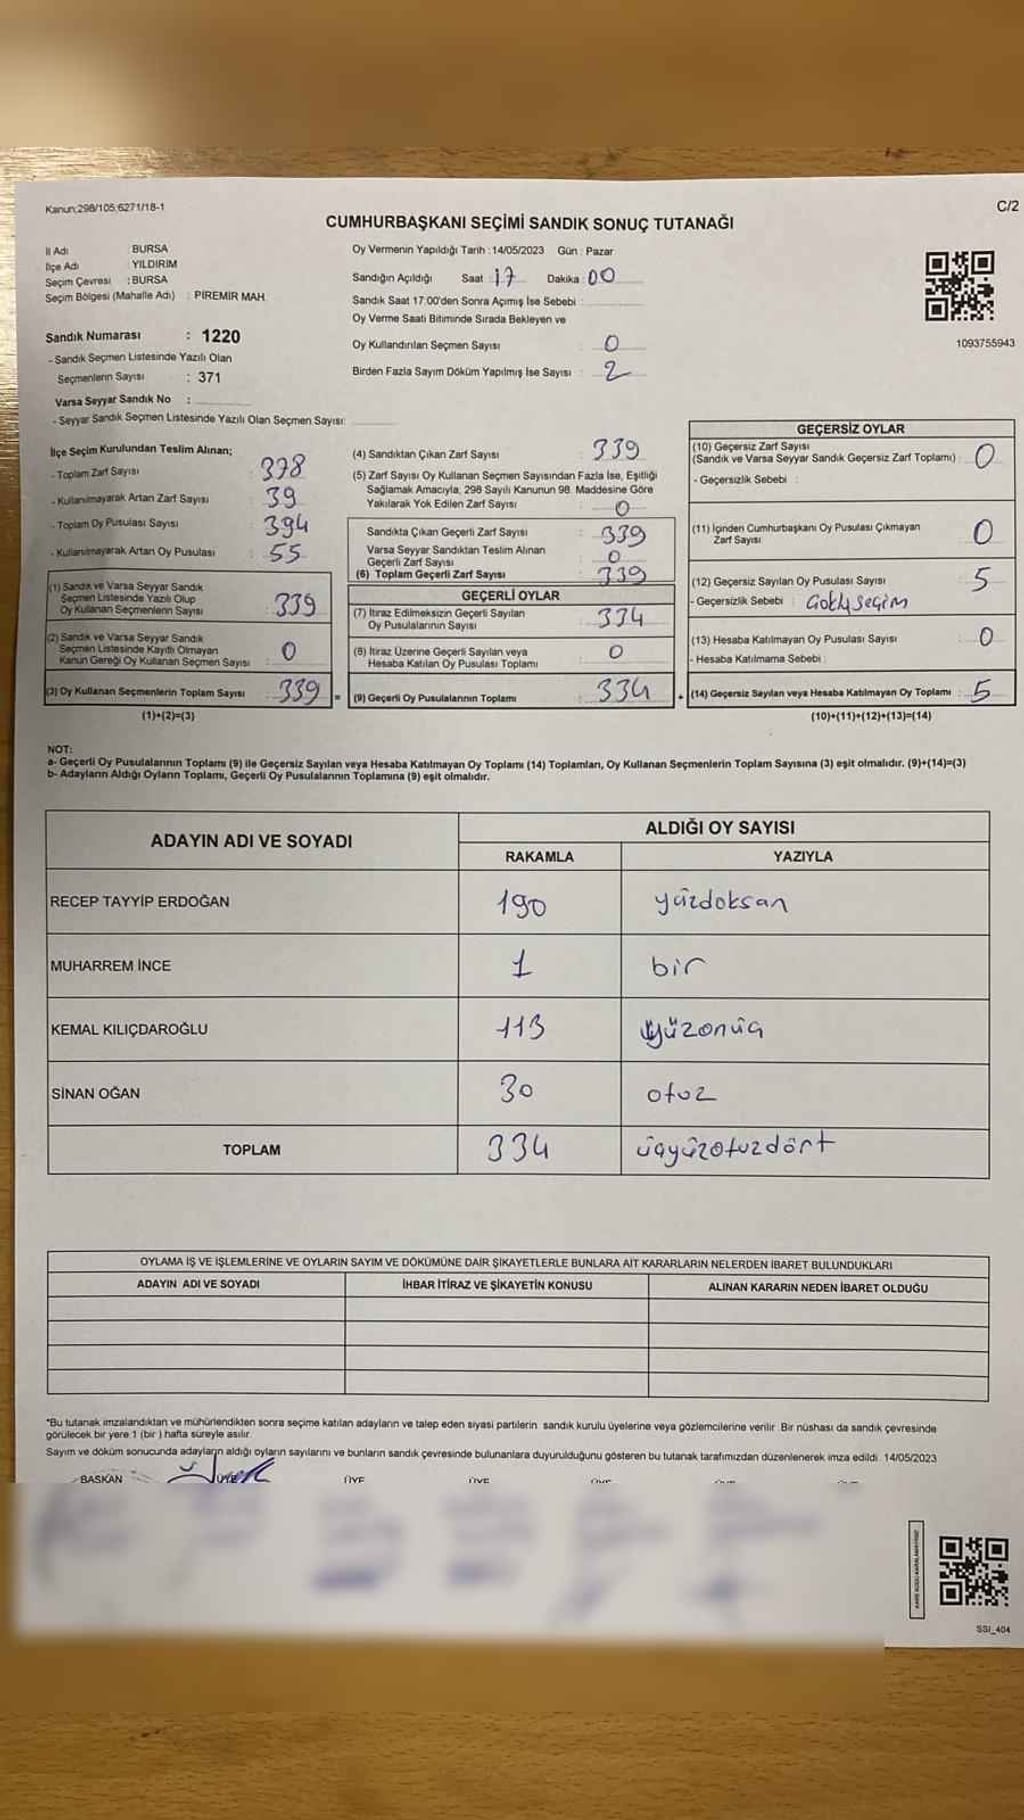 Kanun;298/105;6271/18-1
C/2
CUMHURBAŞKANI SEÇİMİ SANDIK SONUÇ TUTANAĞI
İl Adı BURSA
İlçe Adı YILDIRIM
Seçim Çevresi : BURSA
Seçim Bölgesi (Mahalle Adı) : PİREMİR MAH.
Oy Vermenin Yapıldığı Tarih : 14/05/2023 Gün : Pazar
Sandığın Açıldığı Saat : 17 Dakika : 00
Sandık Saat 17:00'den Sonra Açımış İse Sebebi :
Oy Verme Saati Bitiminde Sırada Bekleyen ve
Oy Kullandırılan Seçmen Sayısı : 0
Birden Fazla Sayım Döküm Yapılmış İse Sayısı : 2
1093755943
Sandık Numarası : 1220
- Sandık Seçmen Listesinde Yazılı Olan
Seçmenlerin Sayısı : 371
Varsa Seyyar Sandık No :
- Seyyar Sandık Seçmen Listesinde Yazılı Olan Seçmen Sayısı:
İlçe Seçim Kurulundan Teslim Alınan;
- Toplam Zarf Sayısı : 378
- Kullanılmayarak Artan Zarf Sayısı : 39
- Toplam Oy Pusulası Sayısı : 394
- Kullanılmayarak Artan Oy Pusulası : 55
(1) Sandık ve Varsa Seyyar Sandık
Seçmen Listesinde Yazılı Olup
Oy Kullanan Seçmenlerin Sayısı : 339
(2) Sandık ve Varsa Seyyar Sandık
Seçmen Listesinde Kayıtlı Olmayan
Kanun Gereği Oy Kullanan Seçmen Sayısı : 0
(3) Oy Kullanan Seçmenlerin Toplam Sayısı : 339 =
(1)+(2)=(3)
(4) Sandıktan Çıkan Zarf Sayısı : 339
(5) Zarf Sayısı Oy Kullanan Seçmen Sayısından Fazla İse, Eşitliği
Sağlamak Amacıyla, 298 Sayılı Kanunun 98. Maddesine Göre
Yakılarak Yok Edilen Zarf Sayısı : 0
Sandıkta Çıkan Geçerli Zarf Sayısı : 339
Varsa Seyyar Sandıktan Teslim Alınan
Geçerli Zarf Sayısı : 0
(6) Toplam Geçerli Zarf Sayısı : 339
GEÇERLİ OYLAR
(7) İtiraz Edilmeksizin Geçerli Sayılan
Oy Pusulalarının Sayısı : 334
(8) İtiraz Üzerine Geçerli Sayılan veya
Hesaba Katılan Oy Pusulası Toplamı : 0
(9) Geçerli Oy Pusulalarının Toplamı : 334 +
GEÇERSİZ OYLAR
(10) Geçersiz Zarf Sayısı
(Sandık ve Varsa Seyyar Sandık Geçersiz Zarf Toplamı) : 0
- Geçersizlik Sebebi :
(11) İçinden Cumhurbaşkanı Oy Pusulası Çıkmayan
Zarf Sayısı : 0
(12) Geçersiz Sayılan Oy Pusulası Sayısı : 5
- Geçersizlik Sebebi : Çoklu seçim
(13) Hesaba Katılmayan Oy Pusulası Sayısı : 0
- Hesaba Katılmama Sebebi :
(14) Geçersiz Sayılan veya Hesaba Katılmayan Oy Toplamı : 5
(10)+(11)+(12)+(13)=(14)
NOT:
a- Geçerli Oy Pusulalarının Toplamı (9) ile Geçersiz Sayılan veya Hesaba Katılmayan Oy Toplamı (14) Toplamları, Oy Kullanan Seçmenlerin Toplam Sayısına (3) eşit olmalıdır. (9)+(14)=(3)
b- Adayların Aldığı Oyların Toplamı, Geçerli Oy Pusulalarının Toplamına (9) eşit olmalıdır.
ADAYIN ADI VE SOYADI
ALDIĞI OY SAYISI
RAKAMLA YAZIYLA
RECEP TAYYİP ERDOĞAN 190 yüzdoksan
MUHARREM İNCE 1 bir
KEMAL KILIÇDAROĞLU 113 yüzonüç
SİNAN OĞAN 30 otuz
TOPLAM 334 üçyüzotuzdört
OYLAMA İŞ VE İŞLEMLERİNE VE OYLARIN SAYIM VE DÖKÜMÜNE DAİR ŞİKAYETLERLE BUNLARA AİT KARARLARIN NELERDEN İBARET BULUNDUKLARI
ADAYIN ADI VE SOYADI İHBAR İTİRAZ VE ŞİKAYETİN KONUSU ALINAN KARARIN NEDEN İBARET OLDUĞU
*Bu tutanak imzalandıktan ve mühürlendikten sonra seçime katılan adayların ve talep eden siyasi partilerin sandık kurulu üyelerine veya gözlemcilerine verilir. Bir nüshası da sandık çevresinde
görülecek bir yere 1 (bir ) hafta süreyle asılır.
Sayım ve döküm sonucunda adayların aldığı oyların sayılarını ve bunların sandık çevresinde bulunanlara duyurulduğunu gösteren bu tutanak tarafımızdan düzenlenerek imza edildi. 14/05/2023
BAŞKAN ÜYE ÜYE ÜYE
SSI_404